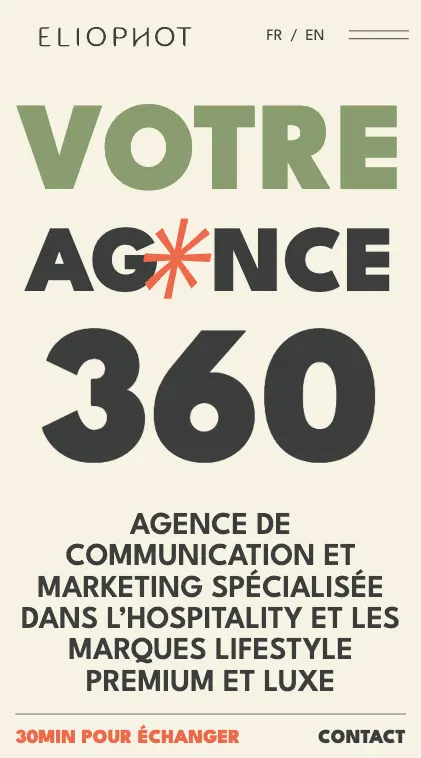 ELIOPHOT
FR / EN
VOTRE
AG*NCE
360
AGENCE DE
COMMUNICATION ET
MARKETING SPÉCIALISÉE
DANS L’HOSPITALITY ET LES
MARQUES LIFESTYLE
PREMIUM ET LUXE
30MIN POUR ÉCHANGER
CONTACT